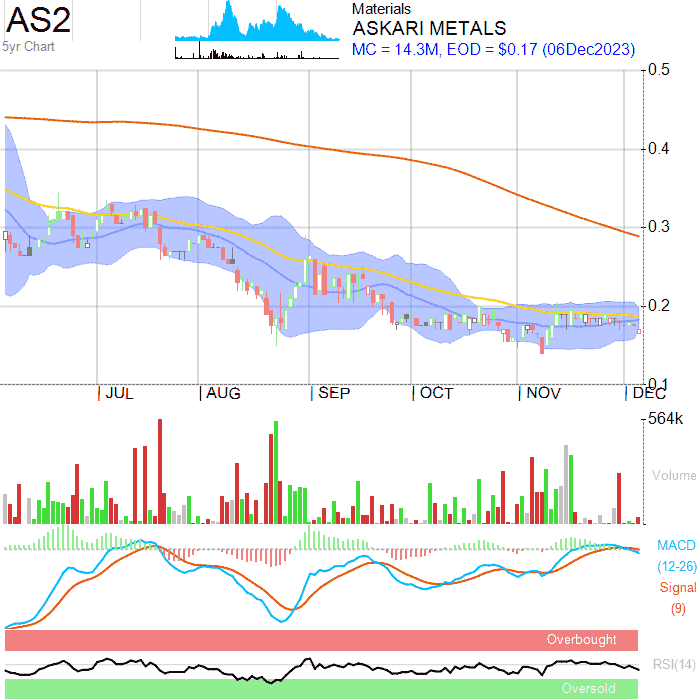 AS2
5yr Chart
Materials
ASKARI METALS
MC = 14.3M, EOD = $0.17 (06Dec2023)
0.5
0.4
0.3
0.2
0.1
JUL AUG SEP OCT NOV DEC
564k
Volume
MACD
(12-26)
Signal
(9)
Overbought
RSI(14)
Oversold